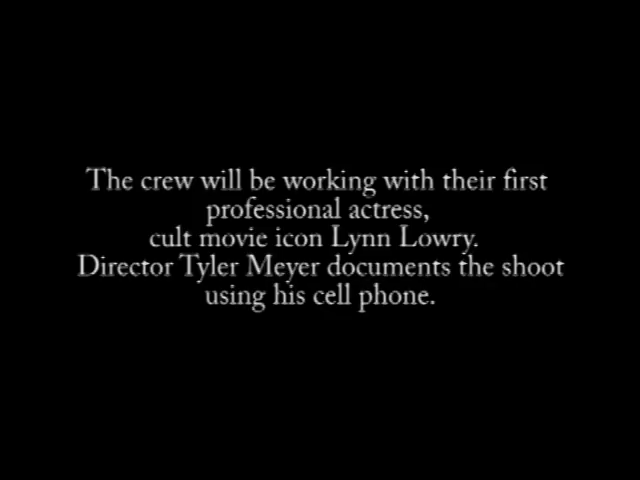 The crew will be working with their first
professional actress,
cult movie icon Lynn Lowry.
Director Tyler Meyer documents the shoot
using his cell phone.